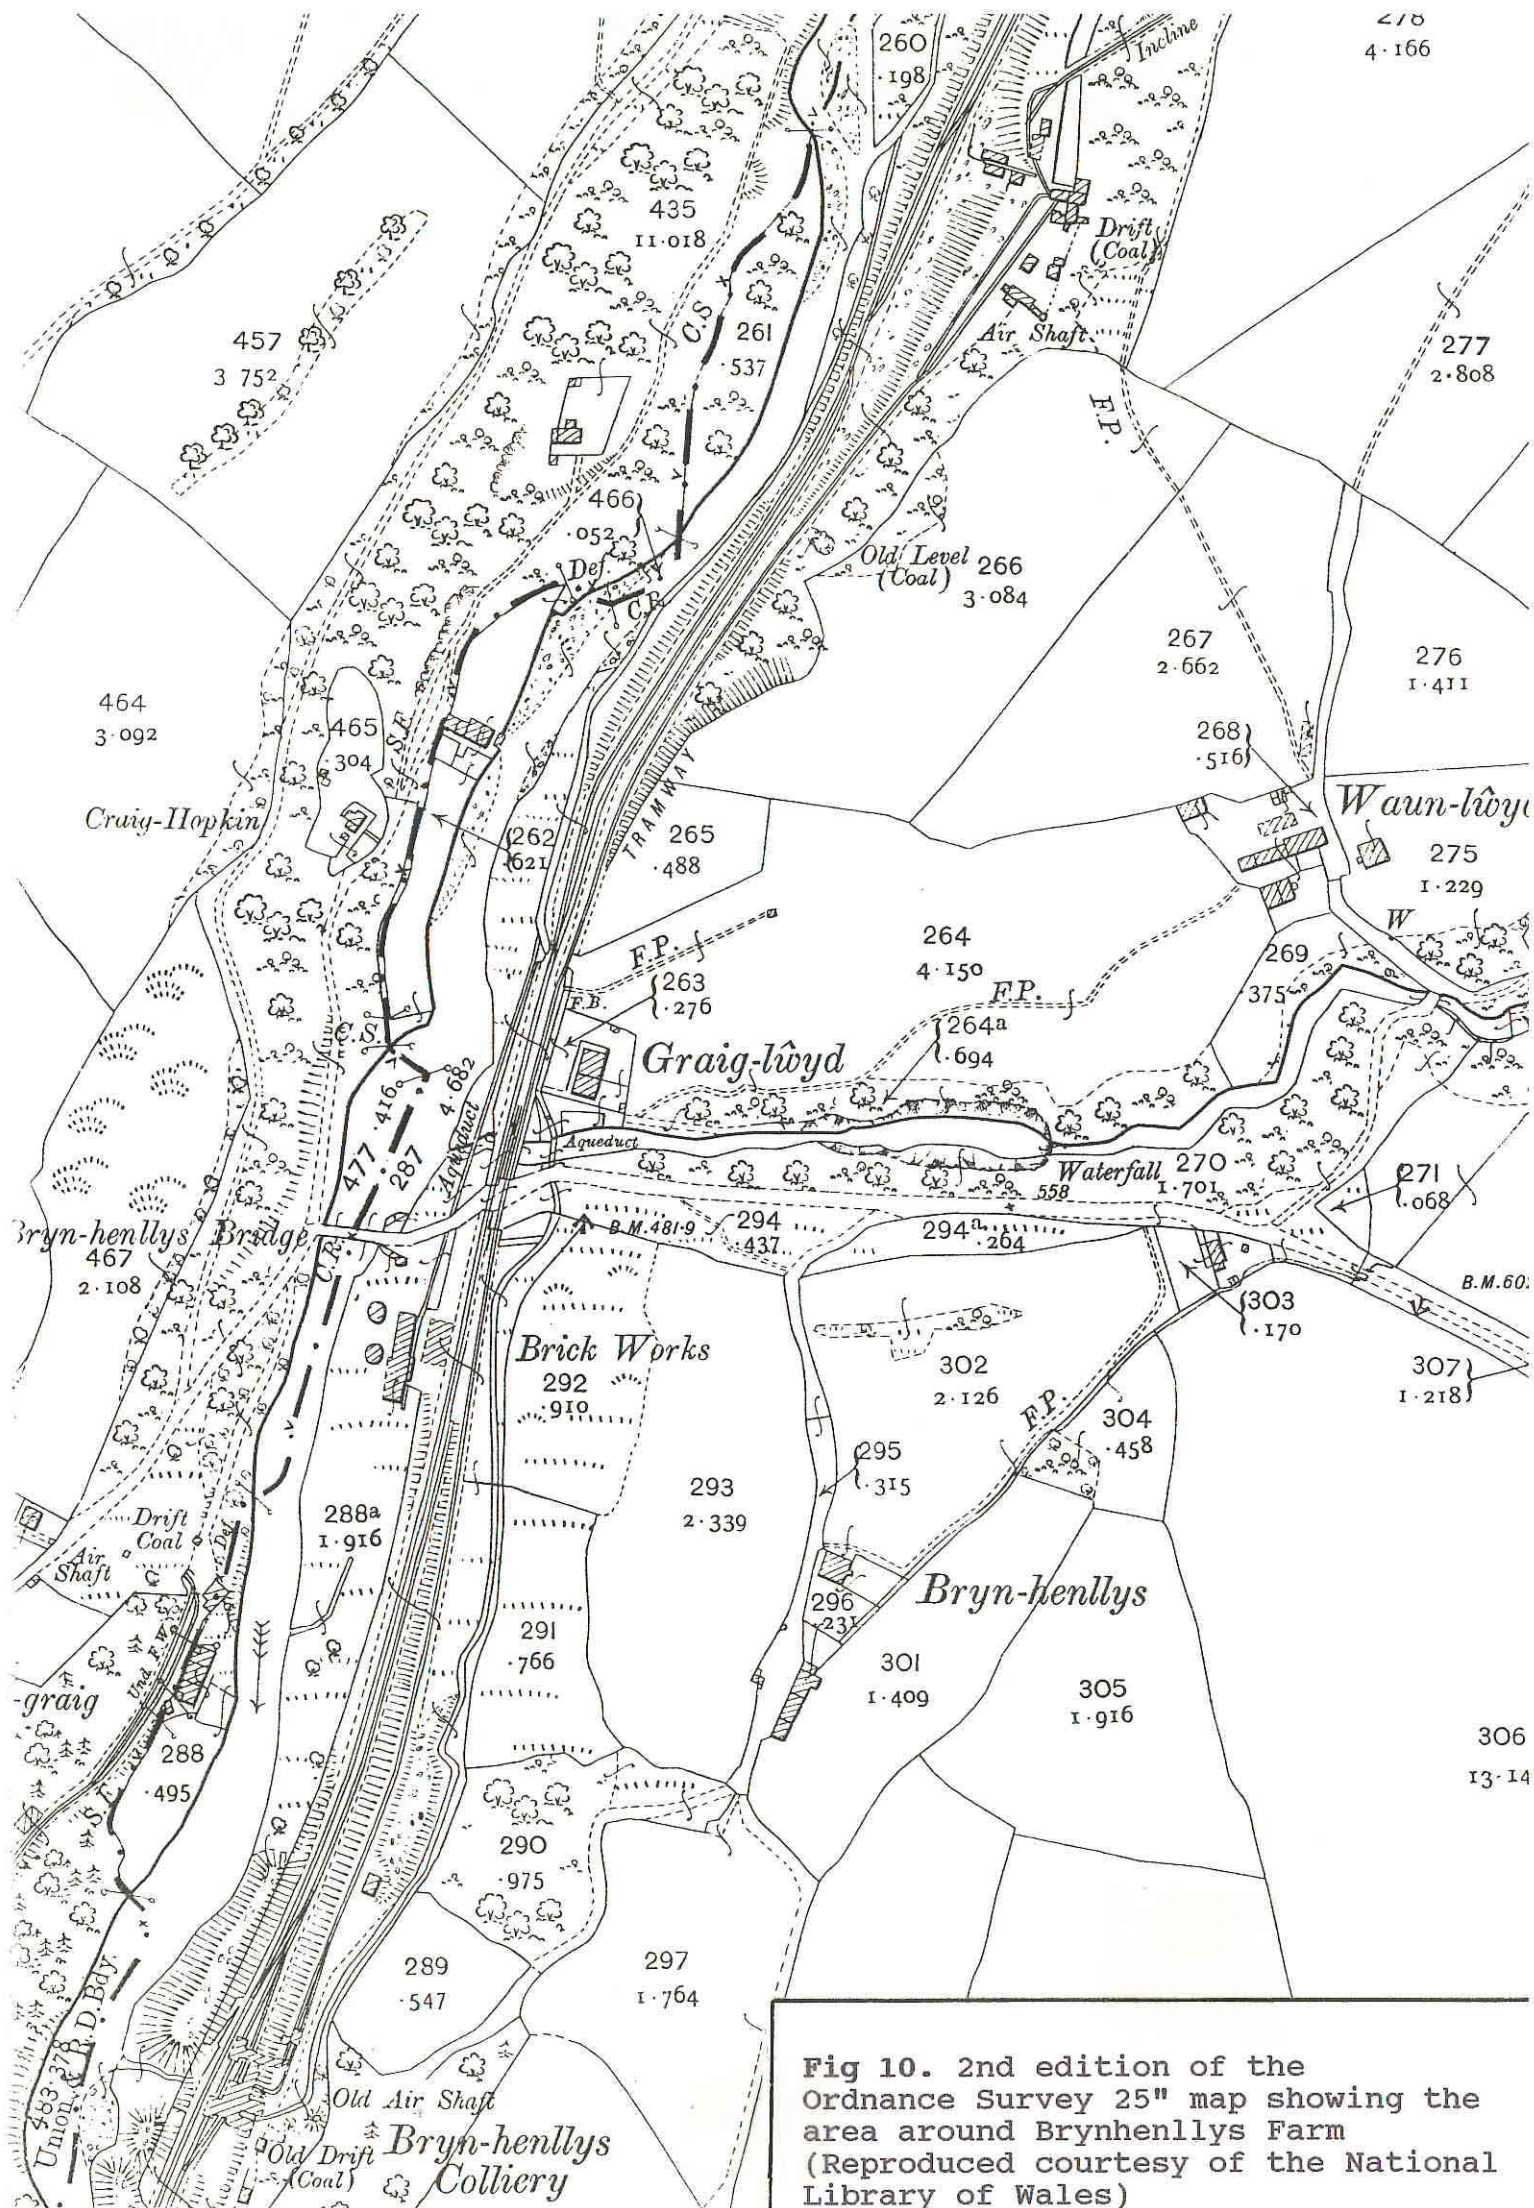 278
4·166
260
·198
Incline
435
11·018
Drift
(Coal)
C.S
261
·537
457
3 752
Air Shaft
277
2·808
F.P.
466
·052
Def.
C.R.
Old Level
(Coal)
266
3·084
267
2·662
276
1·411
464
3·092
465
·304
S.F
268
·516
Craig-Hopkin
262
·621
TRAMWAY
265
·488
Waun-lŵyd
275
1·229
W
F.P.
263
·276
F.B.
264
4·150
F.P.
269
·375
C.S.
264a
·694
Graig-lŵyd
477
·416
287
4·682
Aqueduct
Aqueduct
Waterfall
558
270
1·701
271
·068
Bryn-henllys Bridge
467
2·108
C.R.
B.M.481·9
294
·437
294a
·264
B.M.60
303
·170
Brick Works
292
·910
302
2·126
307
1·218
F.P.
304
·458
295
·315
293
2·339
Drift
Coal
Air
Shaft
Def.
288a
1·916
Bryn-henllys
296
·231
291
·766
301
1·409
305
1·916
Und.
F.W.
-graig
288
·495
S.F.
306
13·14
290
·975
289
·547
297
1·764
483
·378
Union & R.D.Bdy.
Old Air Shaft
Old Drift
(Coal)
Bryn-henllys
Colliery
Fig 10. 2nd edition of the
Ordnance Survey 25" map showing the
area around Brynhenllys Farm
(Reproduced courtesy of the National
Library of Wales)